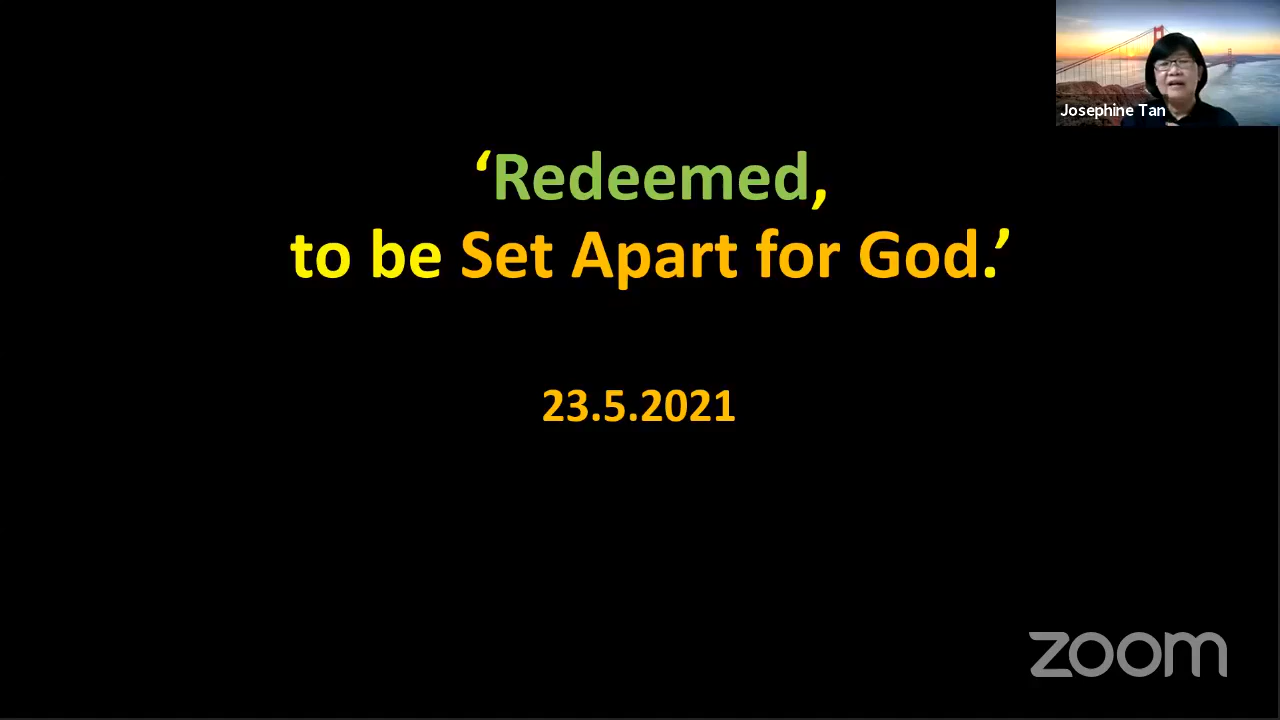 Josephine Tan
‘Redeemed,
to be Set Apart for God.’
23.5.2021
zoom